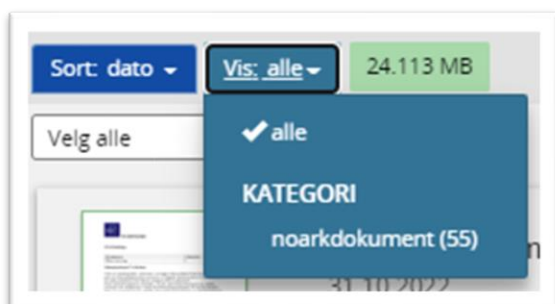 Sort: dato
Vis: alle
24.113 MB
Velg alle
alle
KATEGORI
noarkdokument (55)
31.10.2022